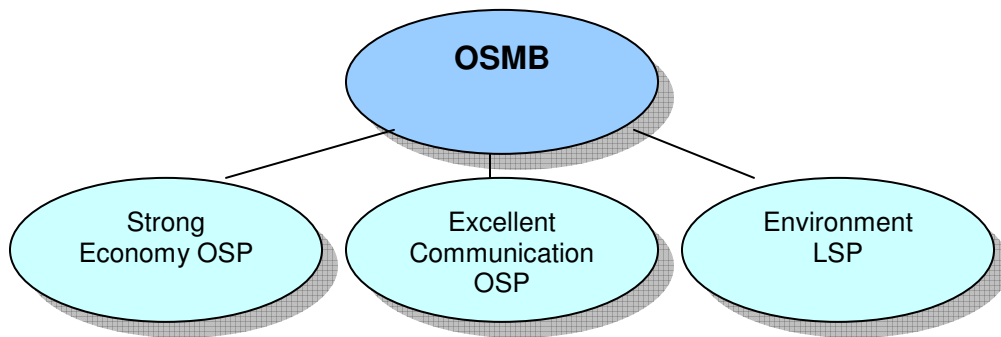 OSMB
Strong
Economy OSP
Excellent
Communication
OSP
Environment
LSP